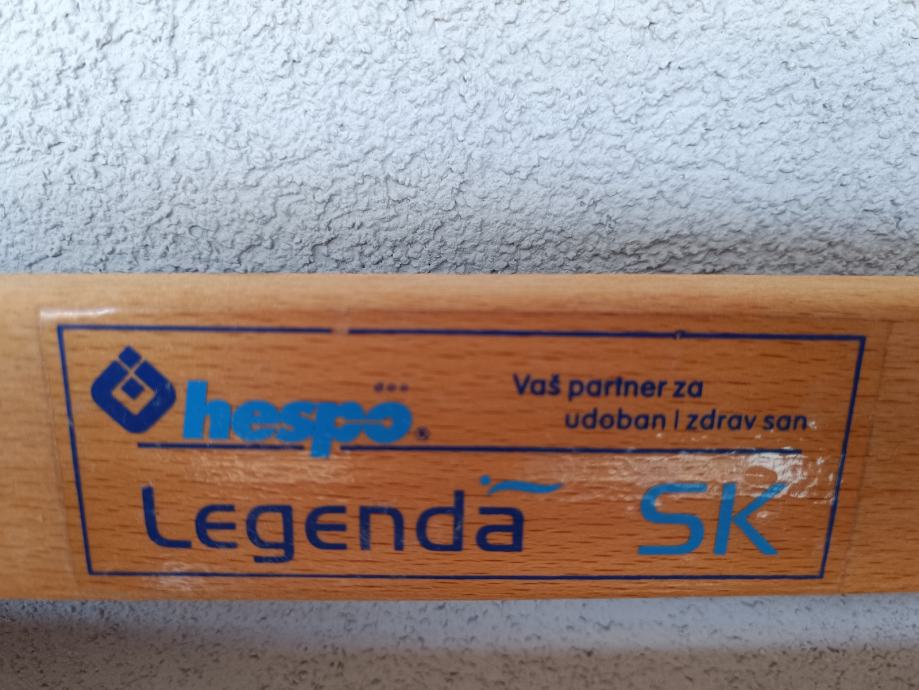 hespo® d.o.o.
Vaš partner za
udoban i zdrav san
Legenda SK